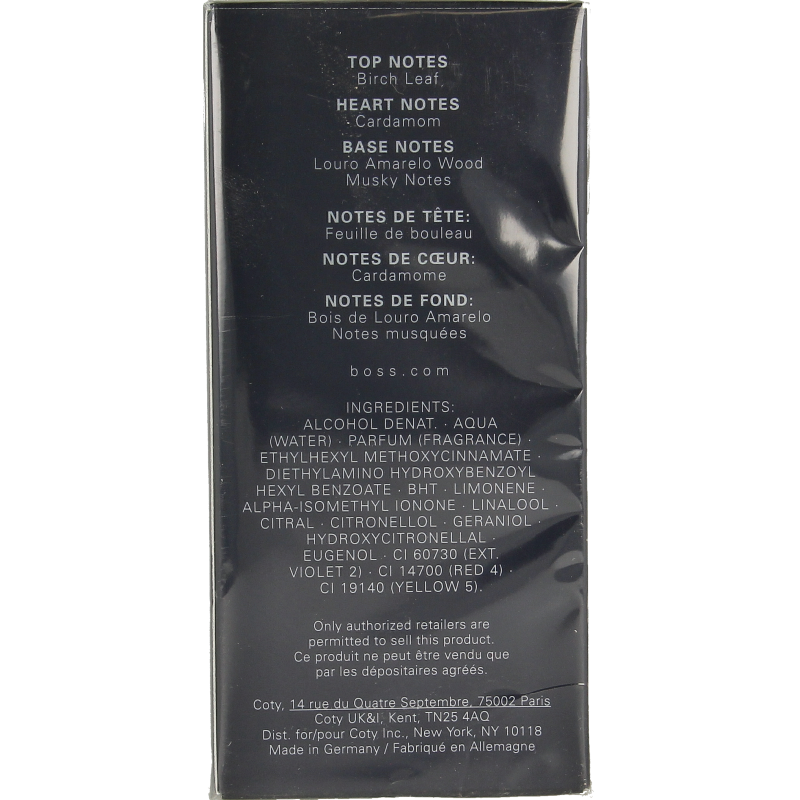 TOP NOTES
Birch Leaf
HEART NOTES
Cardamom
BASE NOTES
Louro Amarelo Wood
Musky Notes
NOTES DE TÊTE:
Feuille de bouleau
NOTES DE CŒUR:
Cardamome
NOTES DE FOND:
Bois de Louro Amarelo
Notes musquées
boss.com
INGREDIENTS:
ALCOHOL DENAT. · AQUA
(WATER) · PARFUM (FRAGRANCE) ·
ETHYLHEXYL METHOXYCINNAMATE ·
DIETHYLAMINO HYDROXYBENZOYL
HEXYL BENZOATE · BHT · LIMONENE ·
ALPHA-ISOMETHYL IONONE · LINALOOL ·
CITRAL · CITRONELLOL · GERANIOL ·
HYDROXYCITRONELLAL ·
EUGENOL · CI 60730 (EXT.
VIOLET 2) · CI 14700 (RED 4) ·
CI 19140 (YELLOW 5).
Only authorized retailers are
permitted to sell this product.
Ce produit ne peut être vendu que
par les dépositaires agréés.
Coty, 14 rue du Quatre Septembre, 75002 Paris
Coty UK&I, Kent, TN25 4AQ
Dist. for/pour Coty Inc., New York, NY 10118
Made in Germany / Fabriqué en Allemagne